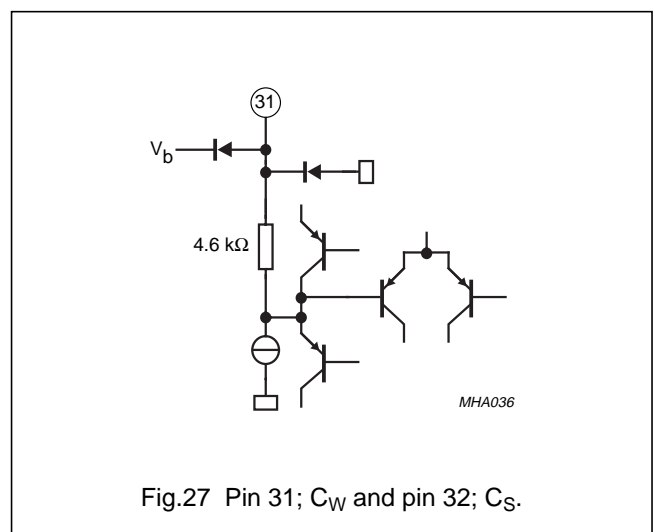 31
V_b
4.6 kΩ
MHA036
Fig.27 Pin 31; C_W and pin 32; C_S.